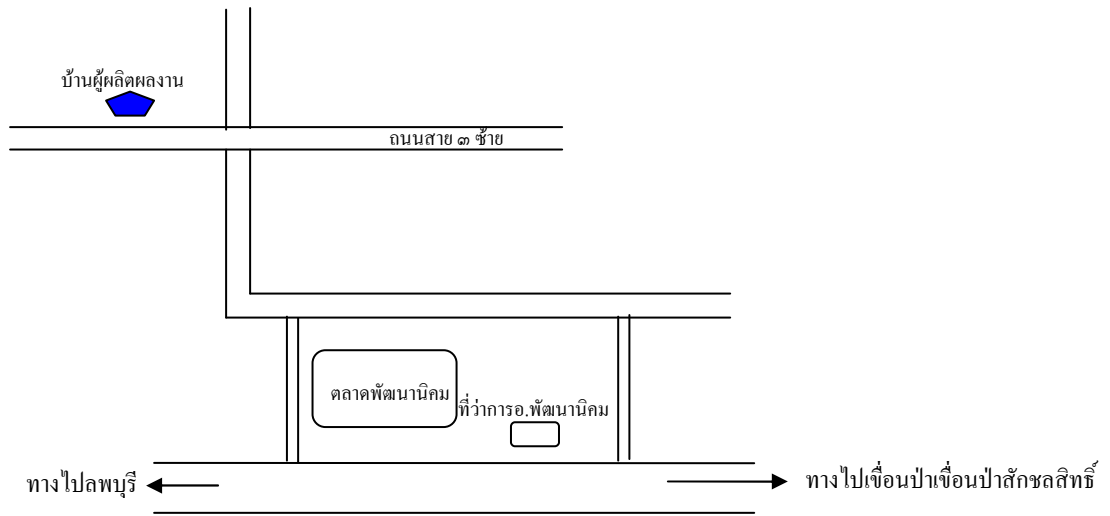 บ้านผู้ผลิตผลงาน
ถนนสาย ๓ ซ้าย
ตลาดพัฒนานิคม
ที่ว่าการอ.พัฒนานิคม
ทางไปลพบุรี
ทางไปเขื่อนป่าเขื่อนป่าสักชลสิทธิ์